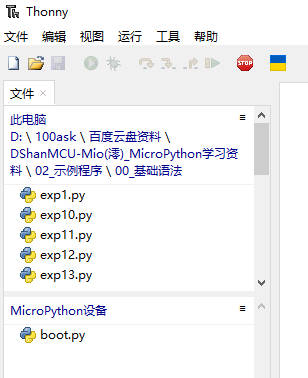 Thonny
文件 编辑 视图 运行 工具 帮助
STOP
文件 ×
此电脑
D: \ 100ask \ 百度云盘资料 \
DShanMCU-Mio(澪)_MicroPython学习资
料 \ 02_示例程序 \ 00_基础语法
exp1.py
exp10.py
exp11.py
exp12.py
exp13.py
MicroPython设备
boot.py